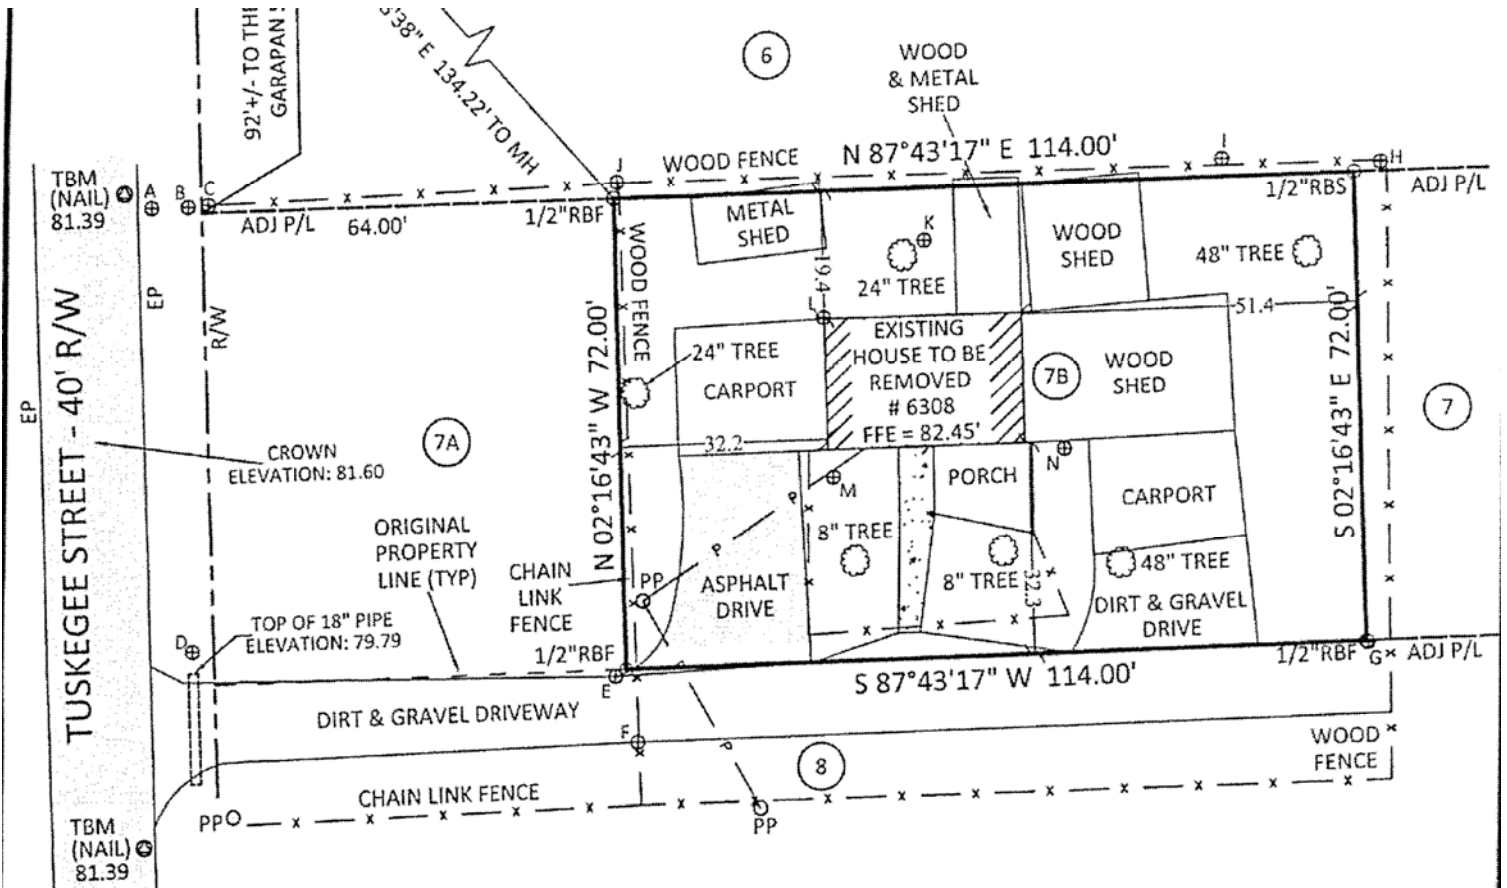 92'+/- TO TH
GARAPAN
38" E 134.22' TO MH
6
WOOD
& METAL
SHED
N 87°43'17" E 114.00'
WOOD FENCE
I
H
J
TBM
(NAIL)
81.39
A
B
C
ADJ P/L
64.00'
1/2"RBF
1/2"RBS
ADJ P/L
METAL
SHED
K
24" TREE
WOOD
SHED
48" TREE
EP
EP
R/W
TUSKEGEE STREET - 40' R/W
WOOD FENCE
N 02°16'43" W 72.00'
19.4
L
51.4
S 02°16'43" E 72.00'
24" TREE
CARPORT
EXISTING
HOUSE TO BE
REMOVED
# 6308
FFE = 82.45'
7B
WOOD
SHED
7
7A
CROWN
ELEVATION: 81.60
32.2
M
N
PORCH
CARPORT
ORIGINAL
PROPERTY
LINE (TYP)
CHAIN
LINK
FENCE
PP
P
P
ASPHALT
DRIVE
8" TREE
8" TREE
32.3
48" TREE
DIRT & GRAVEL
DRIVE
TOP OF 18" PIPE
ELEVATION: 79.79
D
1/2"RBF
E
S 87°43'17" W 114.00'
1/2"RBF
G
ADJ P/L
DIRT & GRAVEL DRIVEWAY
F
P
8
WOOD
FENCE
CHAIN LINK FENCE
PP
PP
TBM
(NAIL)
81.39